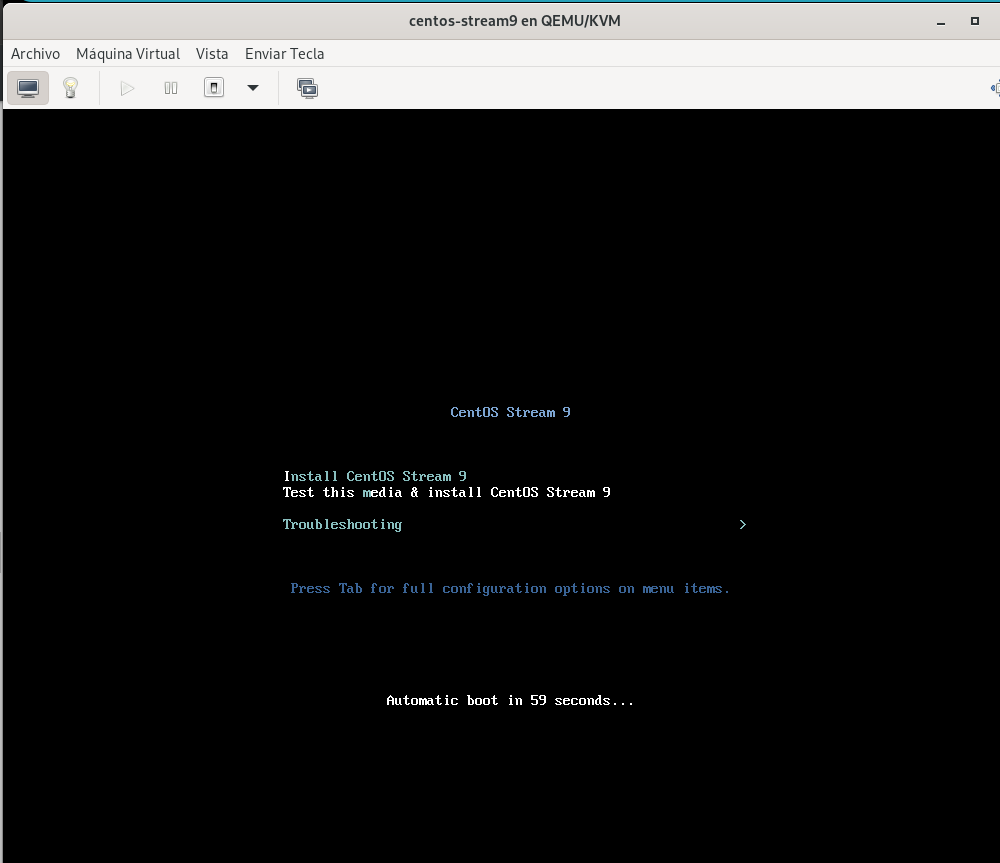 centos-stream9 en QEMU/KVM
Archivo Máquina Virtual Vista Enviar Tecla
CentOS Stream 9
Install CentOS Stream 9
Test this media & install CentOS Stream 9
Troubleshooting >
Press Tab for full configuration options on menu items.
Automatic boot in 59 seconds...